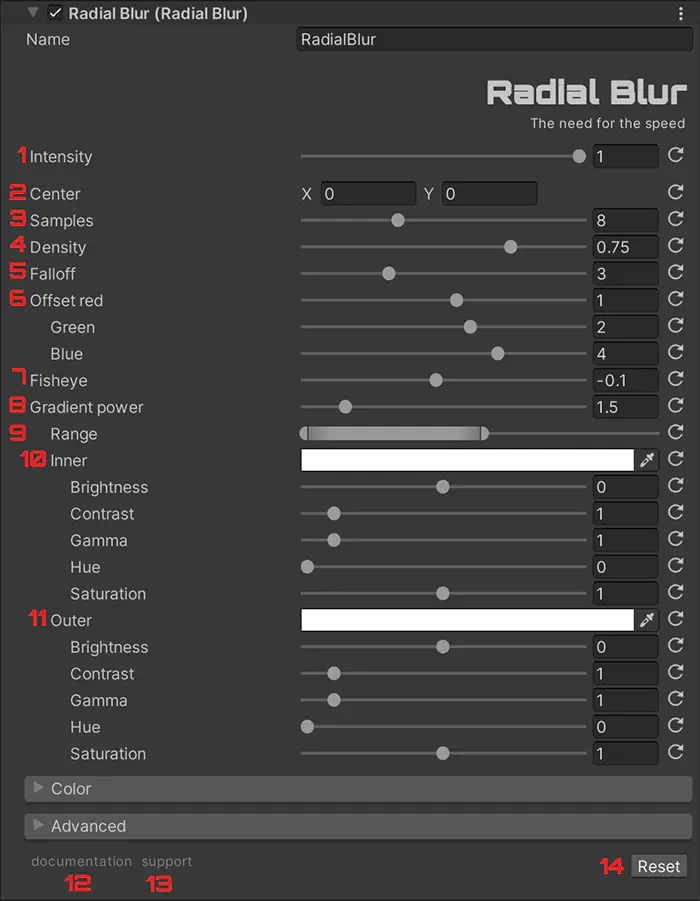 Radial Blur (Radial Blur)
Name RadialBlur
Radial Blur
The need for the speed
1 Intensity 1
2 Center X 0 Y 0
3 Samples 8
4 Density 0.75
5 Falloff 3
6 Offset red 1
Green 2
Blue 4
7 Fisheye -0.1
8 Gradient power 1.5
9 Range
10 Inner
Brightness 0
Contrast 1
Gamma 1
Hue 0
Saturation 1
11 Outer
Brightness 0
Contrast 1
Gamma 1
Hue 0
Saturation 1
Color
Advanced
documentation support 14 Reset
12 13